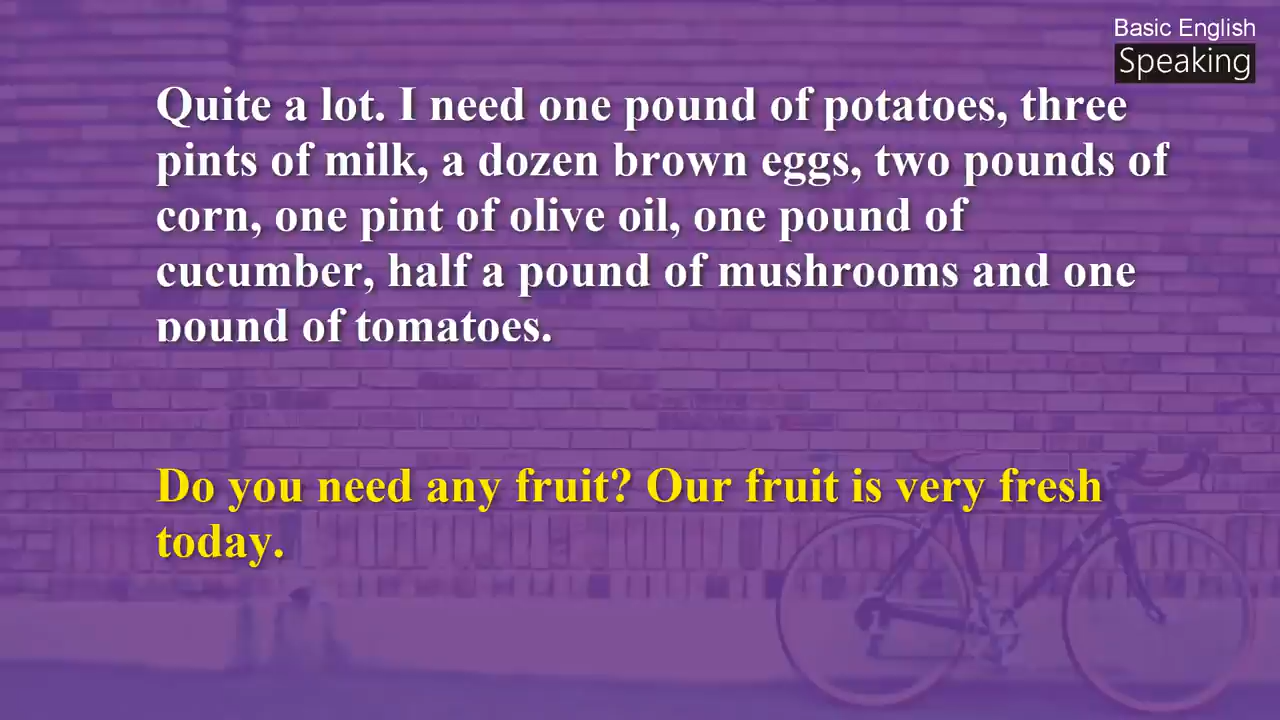 Basic English
Speaking
Quite a lot. I need one pound of potatoes, three
pints of milk, a dozen brown eggs, two pounds of
corn, one pint of olive oil, one pound of
cucumber, half a pound of mushrooms and one
pound of tomatoes.
Do you need any fruit? Our fruit is very fresh
today.